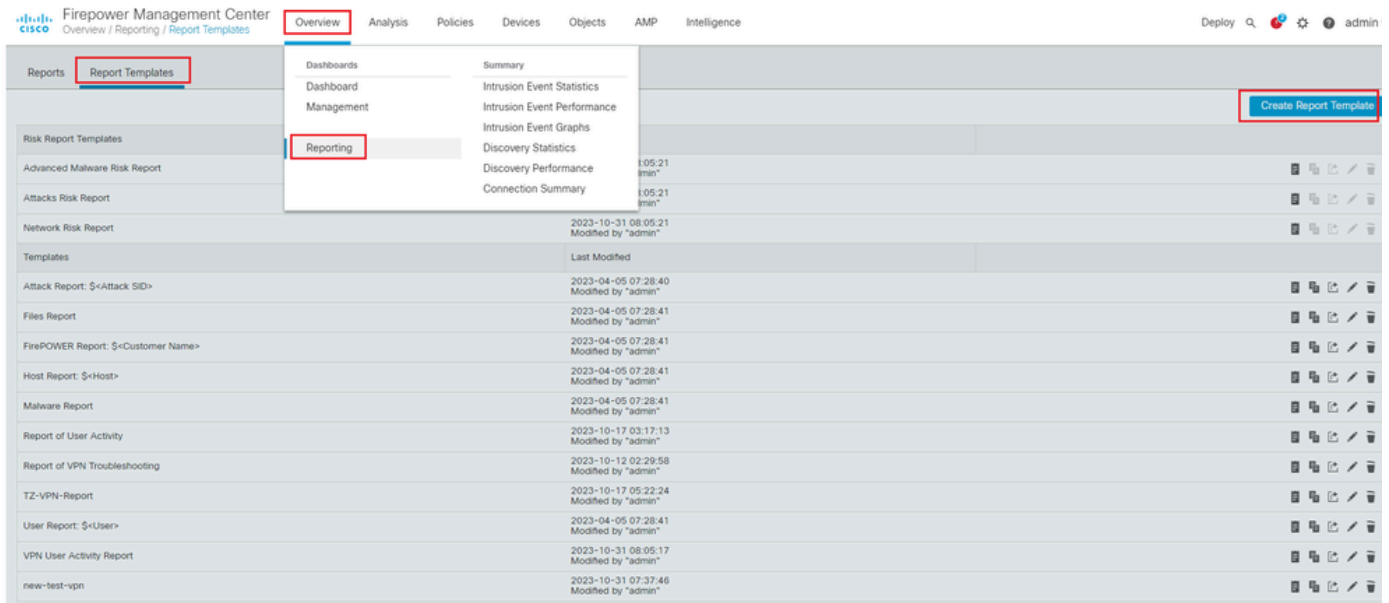 Firepower Management Center
CISCO
Overview / Reporting / Report Templates
Overview
Analysis
Policies
Devices
Objects
AMP
Intelligence
Deploy
2
admin
Reports
Report Templates
Dashboards
Dashboard
Management
Reporting
Summary
Intrusion Event Statistics
Intrusion Event Performance
Intrusion Event Graphs
Discovery Statistics
Discovery Performance
Connection Summary
Create Report Template
Risk Report Templates
Advanced Malware Risk Report
Attacks Risk Report
Network Risk Report
2023-10-31 08:05:21
Modified by "admin"
Templates
Last Modified
Attack Report: $<Attack SID>
2023-04-05 07:28:40
Modified by "admin"
Files Report
2023-04-05 07:28:41
Modified by "admin"
FirePOWER Report: $<Customer Name>
2023-04-05 07:28:41
Modified by "admin"
Host Report: $<Host>
2023-04-05 07:28:41
Modified by "admin"
Malware Report
2023-04-05 07:28:41
Modified by "admin"
Report of User Activity
2023-10-17 03:17:13
Modified by "admin"
Report of VPN Troubleshooting
2023-10-12 02:29:58
Modified by "admin"
TZ-VPN-Report
2023-10-17 05:22:24
Modified by "admin"
User Report: $<User>
2023-04-05 07:28:41
Modified by "admin"
VPN User Activity Report
2023-10-31 08:05:17
Modified by "admin"
new-test-vpn
2023-10-31 07:37:46
Modified by "admin"